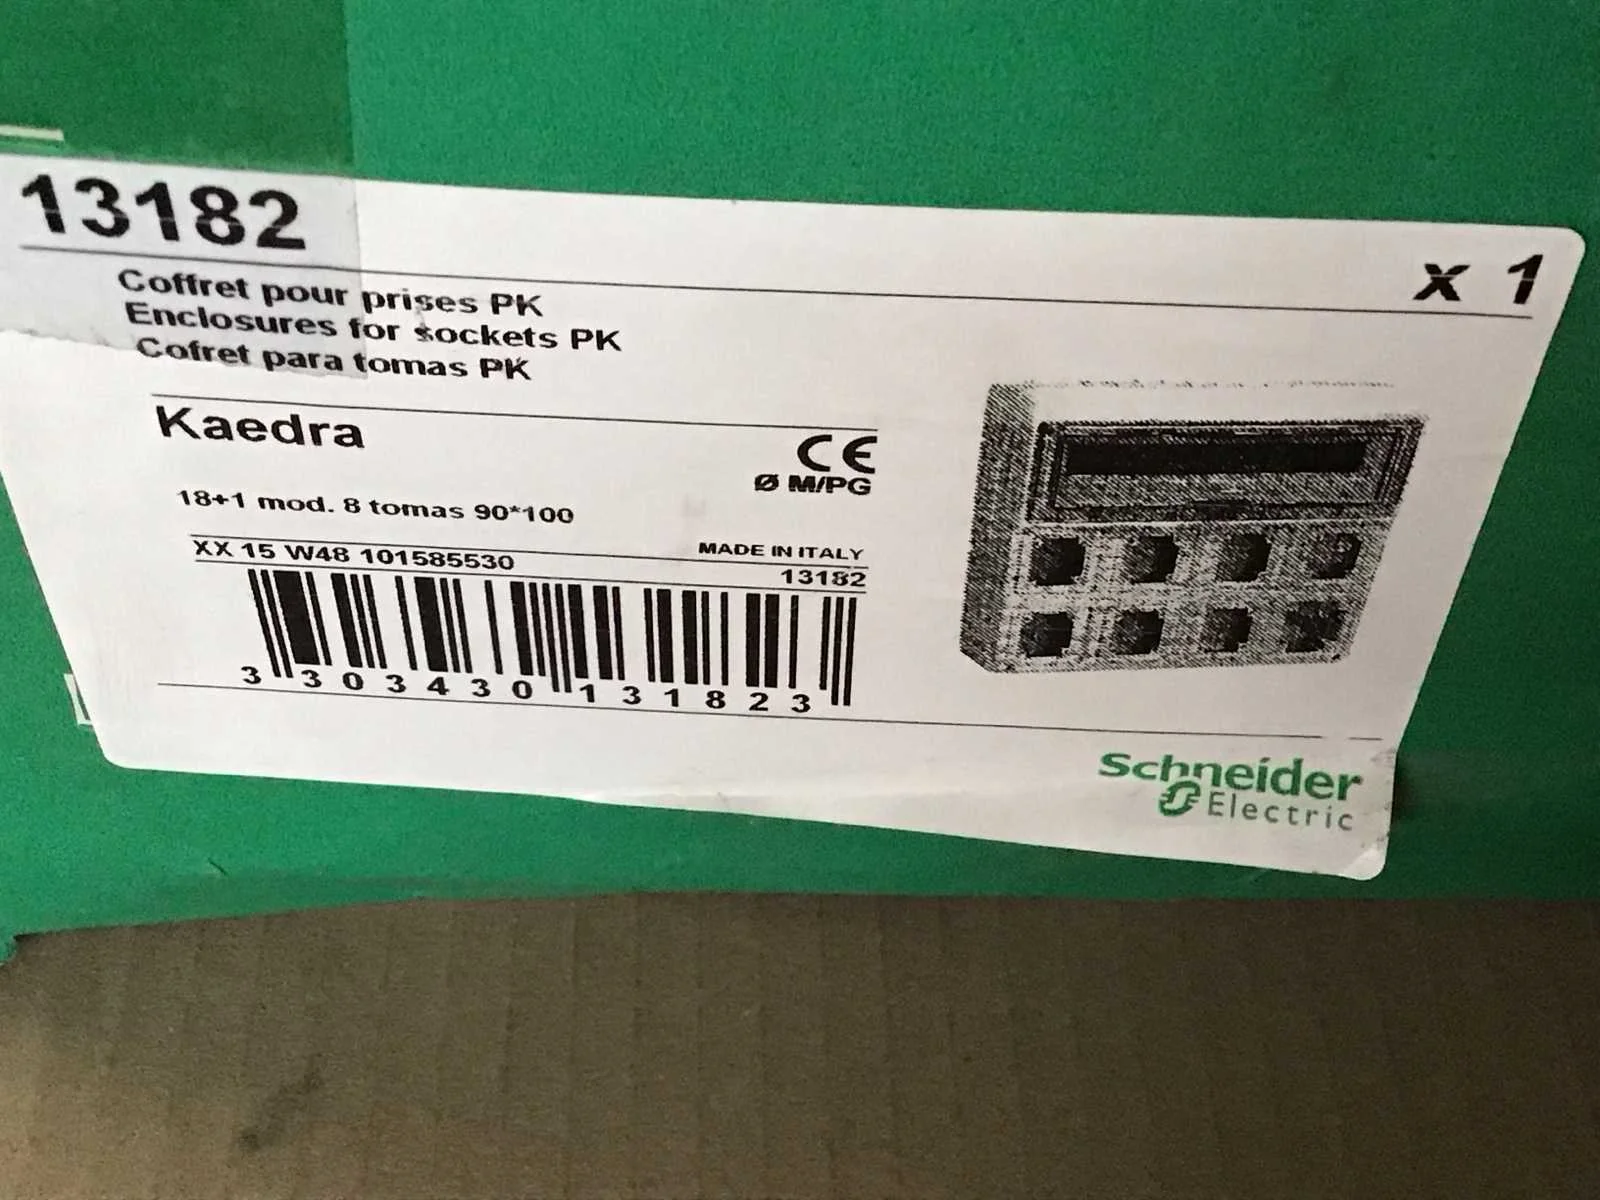 13182
x 1
Coffret pour prises PK
Enclosures for sockets PK
Cofret para tomas PK
Kaedra
CE
Ø M/PG
18+1 mod. 8 tomas 90*100
XX 15 W48 101585530
MADE IN ITALY
13182
3 303430 131823
Schneider
Electric